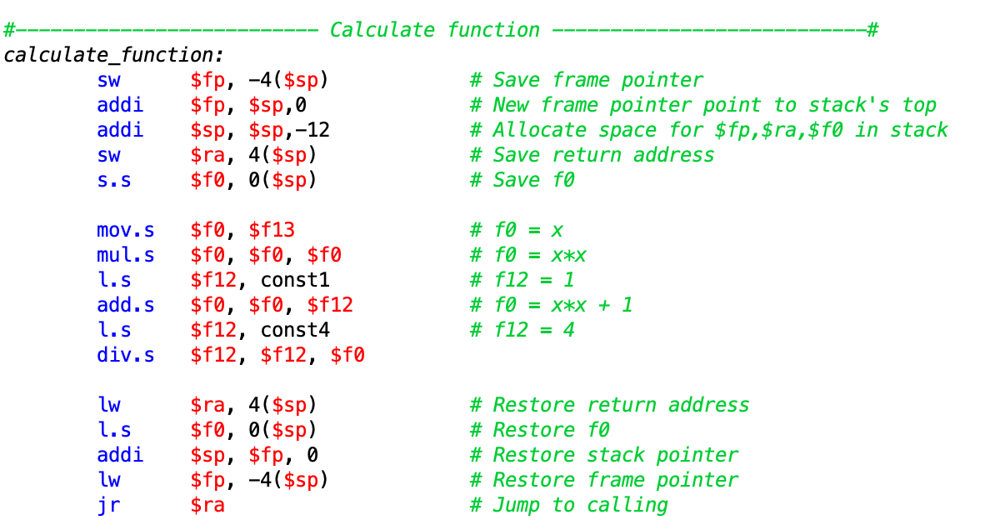 #-------------------------- Calculate function ---------------------------#
calculate_function:
sw $fp, -4($sp) # Save frame pointer
addi $fp, $sp,0 # New frame pointer point to stack's top
addi $sp, $sp,-12 # Allocate space for $fp,$ra,$f0 in stack
sw $ra, 4($sp) # Save return address
s.s $f0, 0($sp) # Save f0
mov.s $f0, $f13 # f0 = x
mul.s $f0, $f0, $f0 # f0 = x*x
l.s $f12, const1 # f12 = 1
add.s $f0, $f0, $f12 # f0 = x*x + 1
l.s $f12, const4 # f12 = 4
div.s $f12, $f12, $f0
lw $ra, 4($sp) # Restore return address
l.s $f0, 0($sp) # Restore f0
addi $sp, $fp, 0 # Restore stack pointer
lw $fp, -4($sp) # Restore frame pointer
jr $ra # Jump to calling